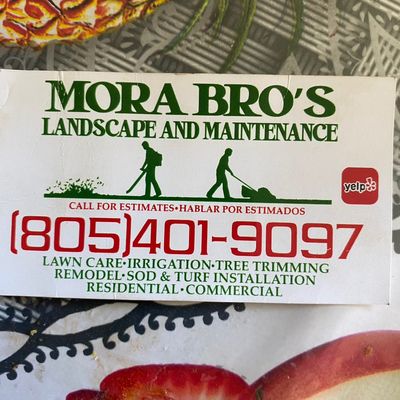 MORA BRO'S
LANDSCAPE AND MAINTENANCE
yelp
CALL FOR ESTIMATES•HABLAR POR ESTIMADOS
(805)401-9097
LAWN CARE•IRRIGATION•TREE TRIMMING
REMODEL•SOD & TURF INSTALLATION
RESIDENTIAL•COMMERCIAL